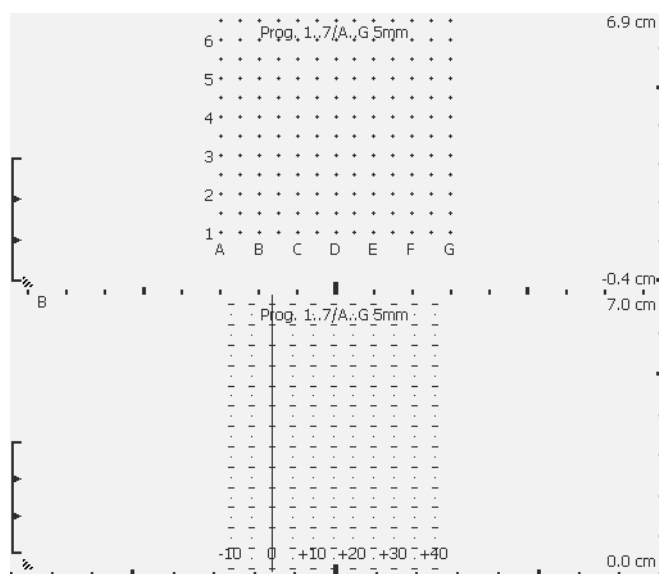 6.9 cm
Prog. 1..7/A..G 5mm
6
5
4
3
2
1
A B C D E F G
-0.4 cm
B
7.0 cm
Prog. 1..7/A..G 5mm
-10 0 +10 +20 +30 +40
0.0 cm